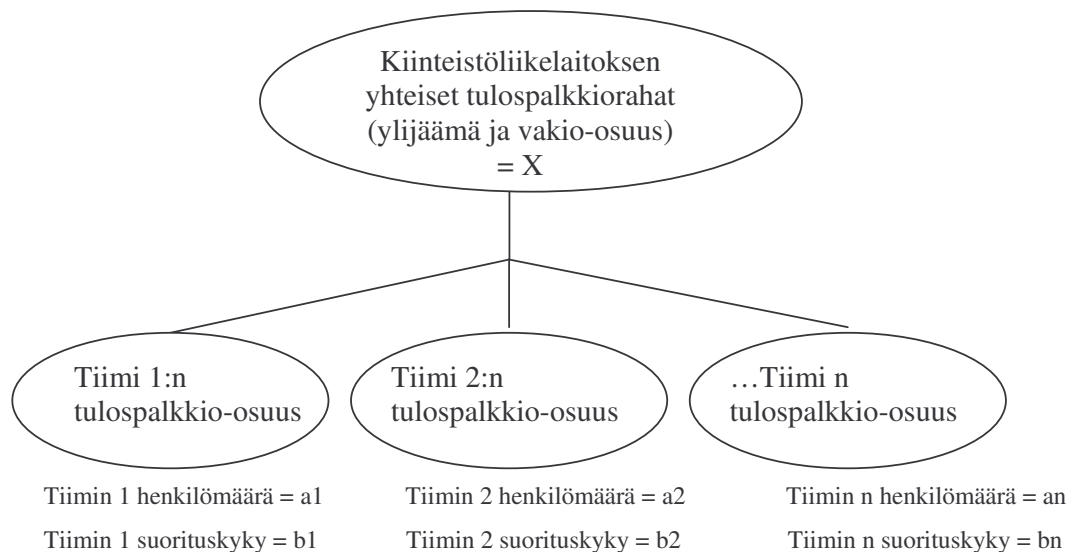 Kiinteistöliikelaitoksen
yhteiset tulospalkkiorahat
(ylijäämä ja vakio-osuus)
= X
Tiimi 1:n
tulospalkkio-osuus
Tiimi 2:n
tulospalkkio-osuus
…Tiimi n
tulospalkkio-osuus
Tiimin 1 henkilömäärä = a1
Tiimin 1 suorituskyky = b1
Tiimin 2 henkilömäärä = a2
Tiimin 2 suorituskyky = b2
Tiimin n henkilömäärä = an
Tiimin n suorituskyky = bn